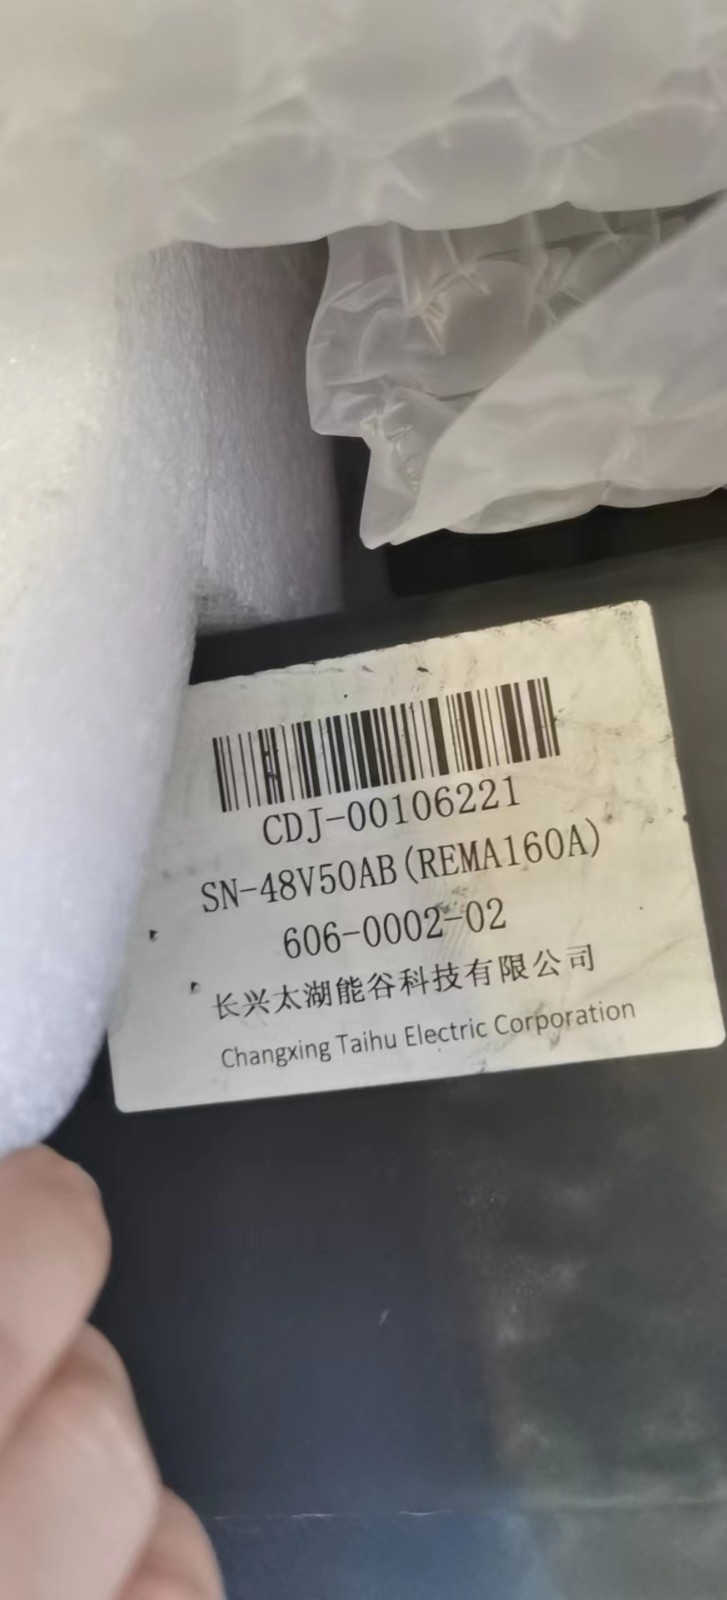 CDJ-00106221
SN-48V50AB(REMA160A)
606-0002-02
长兴太湖能谷科技有限公司
Changxing Taihu Electric Corporation